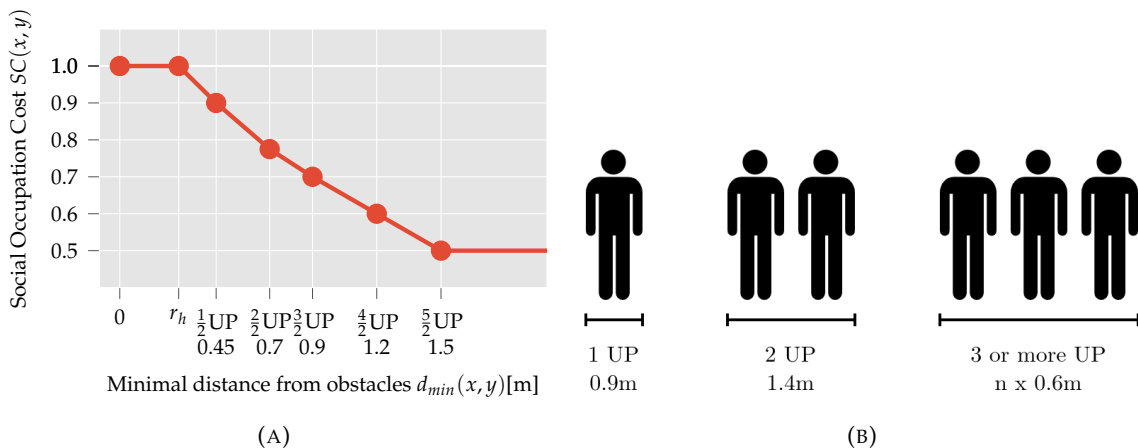 Social Occupation Cost SC(x, y)
1.0
0.9
0.8
0.7
0.6
0.5
0 r_h 1/2UP 2/2UP 3/2UP 4/2UP 5/2UP
0.45 0.7 0.9 1.2 1.5
Minimal distance from obstacles d_min(x, y)[m]
(A)
1 UP
0.9m
2 UP
1.4m
3 or more UP
n x 0.6m
(B)